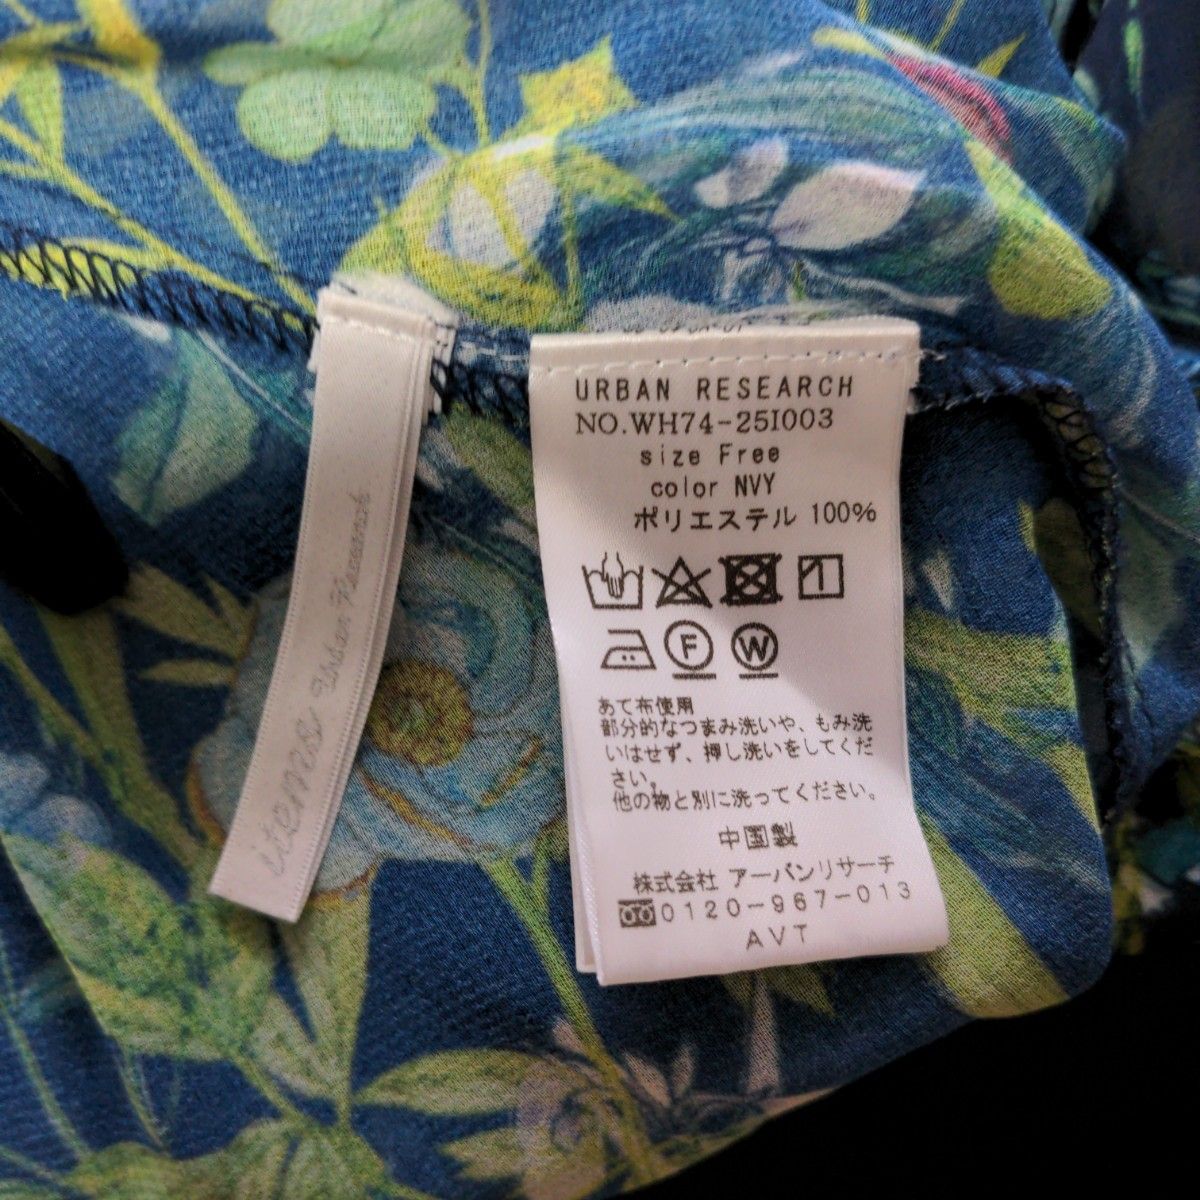 URBAN RESEARCH
NO.WH74-25I003
size Free
color NVY
ポリエステル 100%
F
W
あて布使用
部分的なつまみ洗いや、もみ洗
いはせず、押し洗いをしてくだ
さい。
他の物と別に洗ってください。
中国製
株式会社 アーバンリサーチ
0120-967-013
AVT
items Urban Research